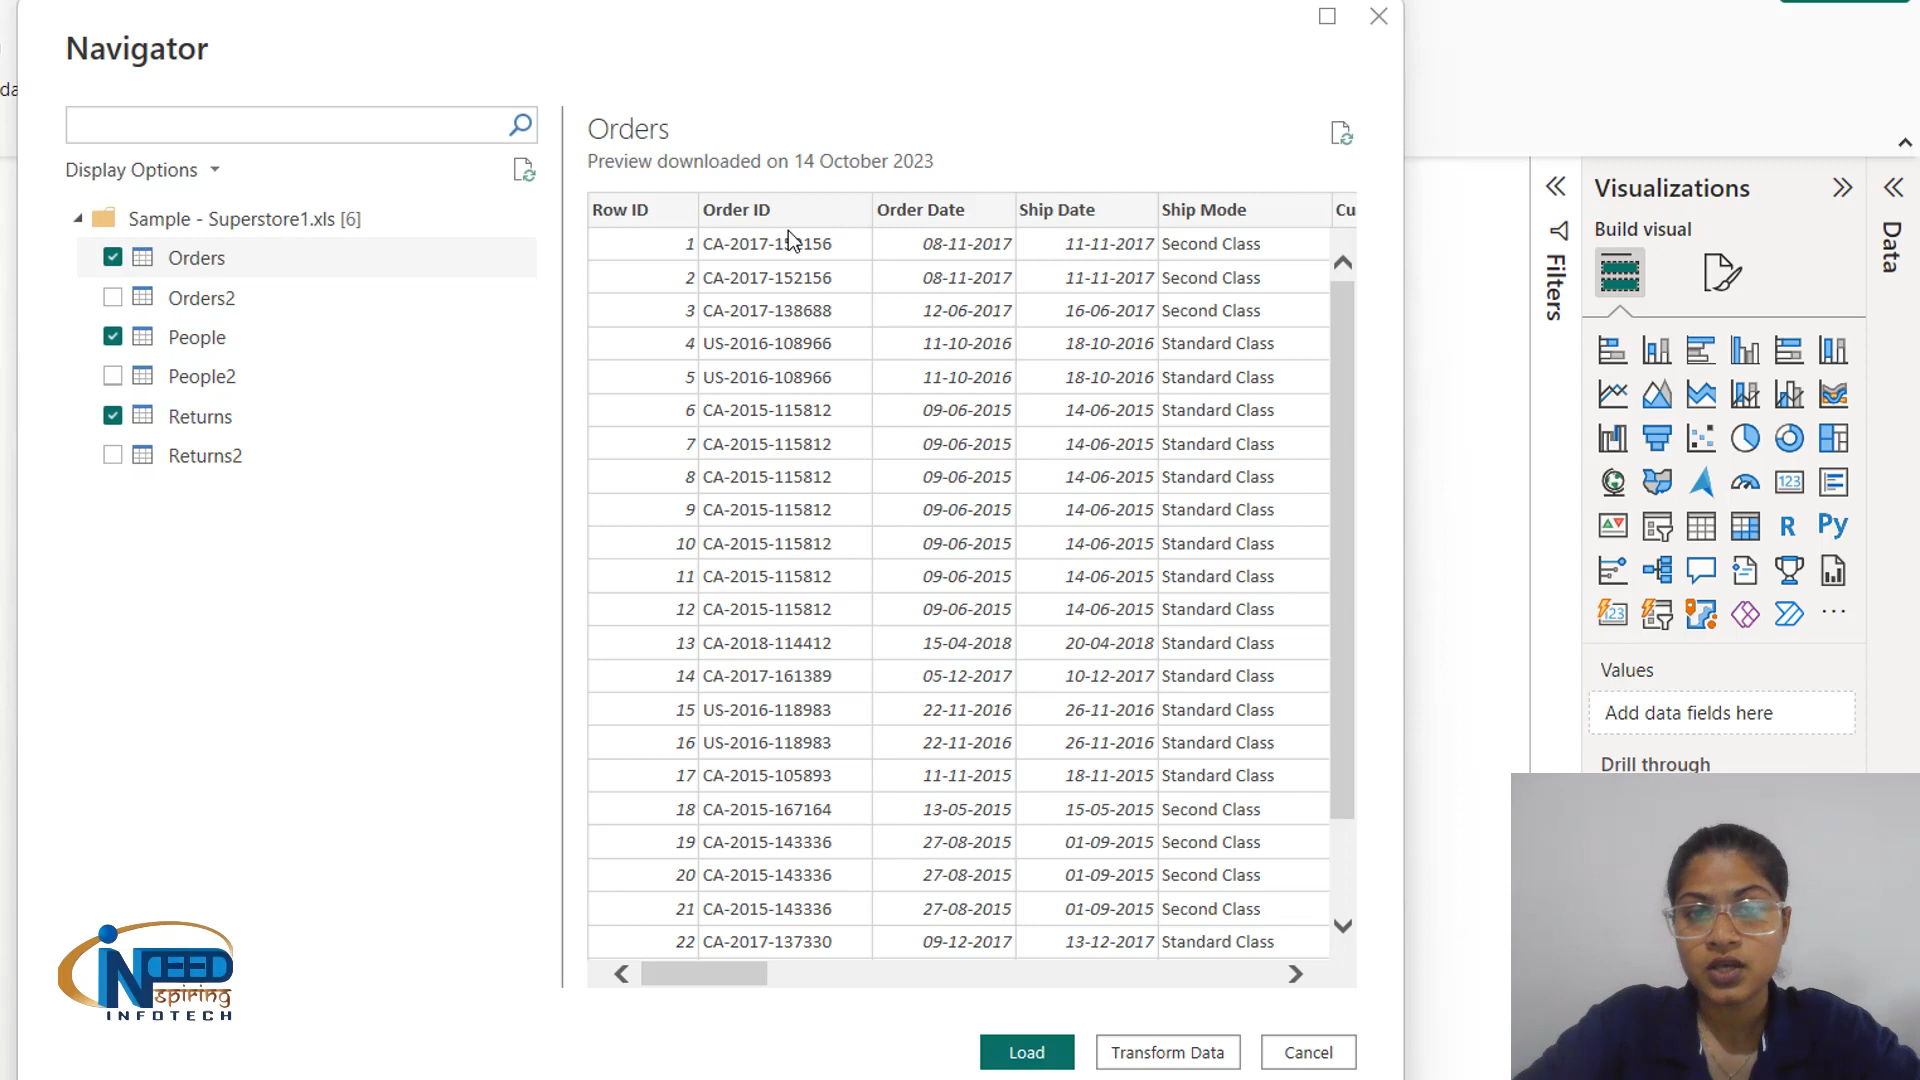 da
Navigator
Display Options
Sample - Superstore1.xls [6]
Orders
Orders2
People
People2
Returns
Returns2
Orders
Preview downloaded on 14 October 2023
Row ID Order ID Order Date Ship Date Ship Mode Cu
1 CA-2017-152156 08-11-2017 11-11-2017 Second Class
2 CA-2017-152156 08-11-2017 11-11-2017 Second Class
3 CA-2017-138688 12-06-2017 16-06-2017 Second Class
4 US-2016-108966 11-10-2016 18-10-2016 Standard Class
5 US-2016-108966 11-10-2016 18-10-2016 Standard Class
6 CA-2015-115812 09-06-2015 14-06-2015 Standard Class
7 CA-2015-115812 09-06-2015 14-06-2015 Standard Class
8 CA-2015-115812 09-06-2015 14-06-2015 Standard Class
9 CA-2015-115812 09-06-2015 14-06-2015 Standard Class
10 CA-2015-115812 09-06-2015 14-06-2015 Standard Class
11 CA-2015-115812 09-06-2015 14-06-2015 Standard Class
12 CA-2015-115812 09-06-2015 14-06-2015 Standard Class
13 CA-2018-114412 15-04-2018 20-04-2018 Standard Class
14 CA-2017-161389 05-12-2017 10-12-2017 Standard Class
15 US-2016-118983 22-11-2016 26-11-2016 Standard Class
16 US-2016-118983 22-11-2016 26-11-2016 Standard Class
17 CA-2015-105893 11-11-2015 18-11-2015 Standard Class
18 CA-2015-167164 13-05-2015 15-05-2015 Second Class
19 CA-2015-143336 27-08-2015 01-09-2015 Second Class
20 CA-2015-143336 27-08-2015 01-09-2015 Second Class
21 CA-2015-143336 27-08-2015 01-09-2015 Second Class
22 CA-2017-137330 09-12-2017 13-12-2017 Standard Class
Load Transform Data Cancel
Filters
Visualizations
Build visual
123
R Py
123
Values
Add data fields here
Drill through
Data
iNDEED
Nspiring
INFOTECH